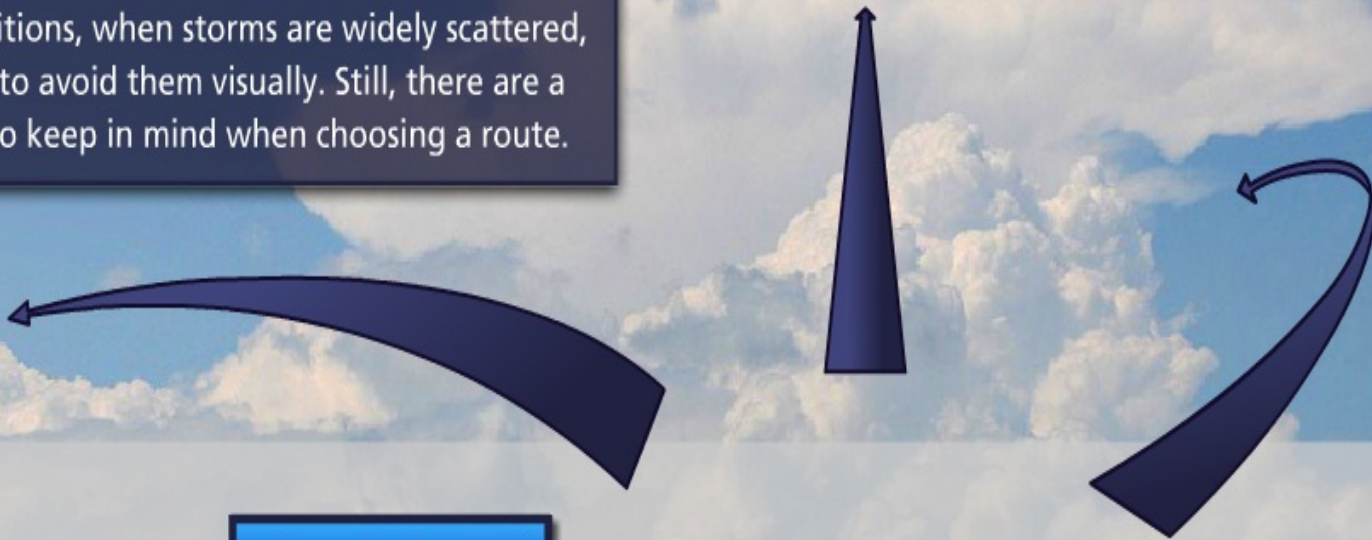 itions, when storms are widely scattered,
to avoid them visually. Still, there are a
o keep in mind when choosing a route.